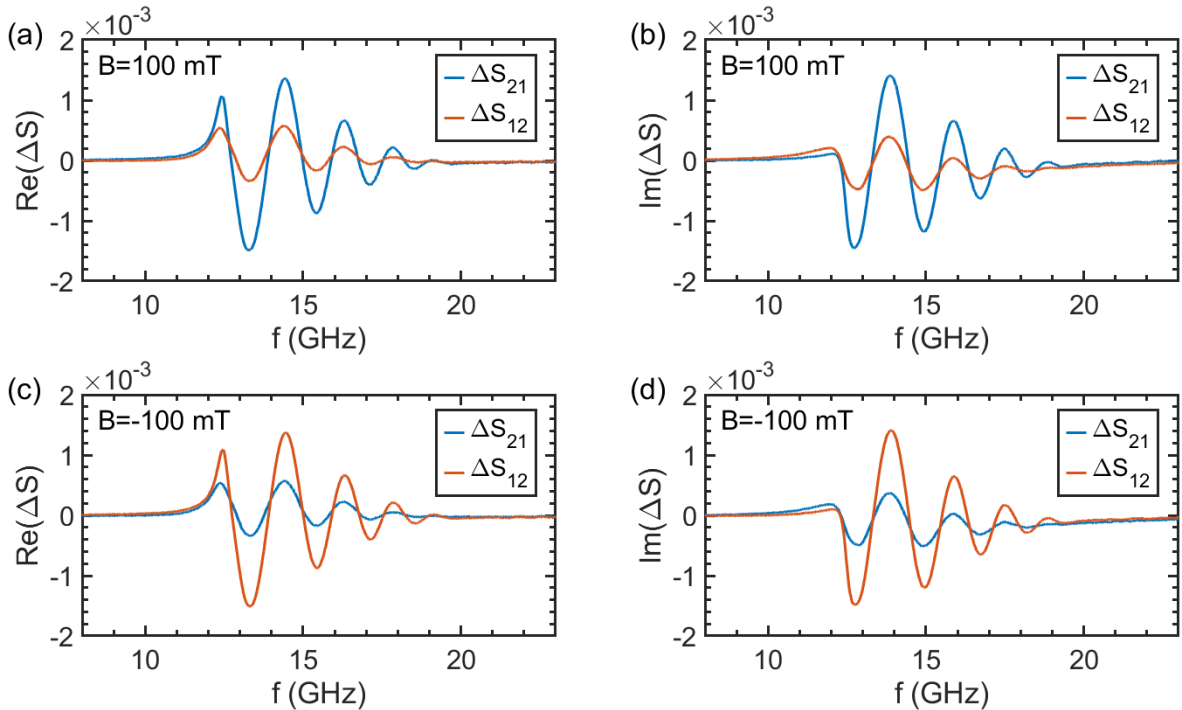 (a)
×10⁻³
B=100 mT
ΔS₂₁
ΔS₁₂
Re(ΔS)
2
1
0
-1
-2
10
15
20
f (GHz)
(b)
×10⁻³
B=100 mT
ΔS₂₁
ΔS₁₂
Im(ΔS)
2
1
0
-1
-2
10
15
20
f (GHz)
(c)
×10⁻³
B=-100 mT
ΔS₂₁
ΔS₁₂
Re(ΔS)
2
1
0
-1
-2
10
15
20
f (GHz)
(d)
×10⁻³
B=-100 mT
ΔS₂₁
ΔS₁₂
Im(ΔS)
2
1
0
-1
-2
10
15
20
f (GHz)